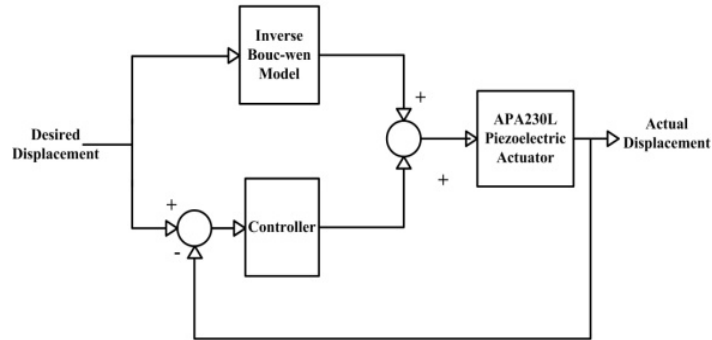 Inverse
Bouc-wen
Model
+
APA230L
Piezoelectric
Actuator
Actual
Displacement
Desired
Displacement
+
+
Controller
-